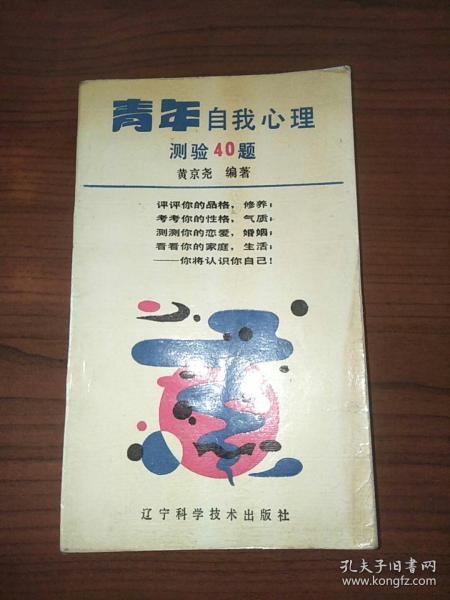 青年自我心理
测验40题
黄京尧 编著
评评你的品格，修养；
考考你的性格，气质；
测测你的恋爱，婚姻；
看看你的家庭，生活；
——你将认识你自己！
辽宁科学技术出版社
孔夫子旧书网
www.kongfz.com